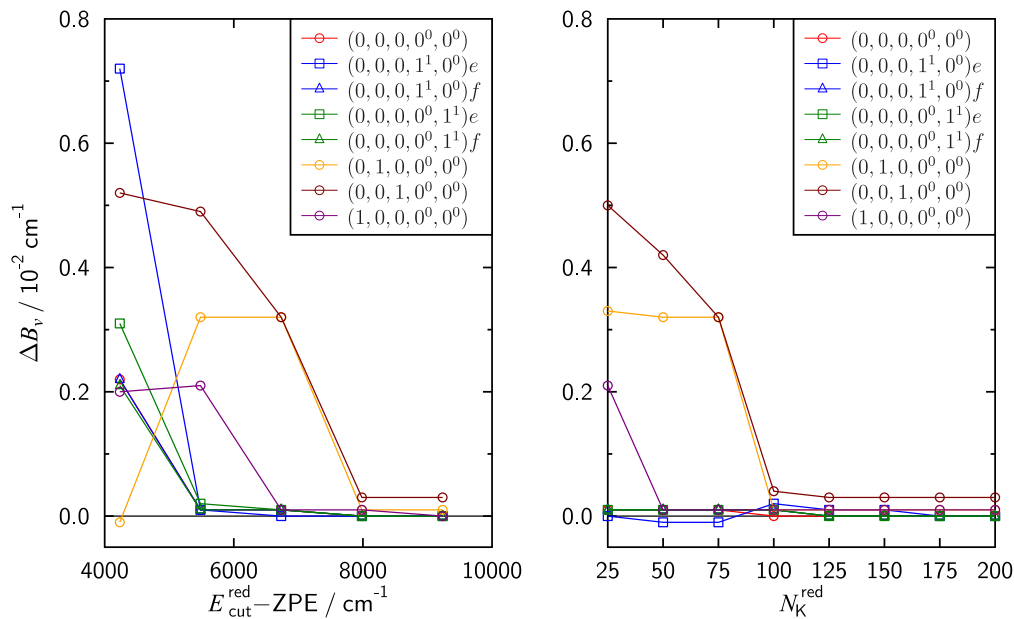 0.8
0.6
0.4
0.2
0.0
ΔB_v / 10^-2 cm^-1
4000 6000 8000 10000
E_cut^red–ZPE / cm^-1
(0, 0, 0, 0^0, 0^0)
(0, 0, 0, 1^1, 0^0)e
(0, 0, 0, 1^1, 0^0)f
(0, 0, 0, 0^0, 1^1)e
(0, 0, 0, 0^0, 1^1)f
(0, 1, 0, 0^0, 0^0)
(0, 0, 1, 0^0, 0^0)
(1, 0, 0, 0^0, 0^0)
0.8
0.6
0.4
0.2
0.0
25 50 75 100 125 150 175 200
N_K^red
(0, 0, 0, 0^0, 0^0)
(0, 0, 0, 1^1, 0^0)e
(0, 0, 0, 1^1, 0^0)f
(0, 0, 0, 0^0, 1^1)e
(0, 0, 0, 0^0, 1^1)f
(0, 1, 0, 0^0, 0^0)
(0, 0, 1, 0^0, 0^0)
(1, 0, 0, 0^0, 0^0)